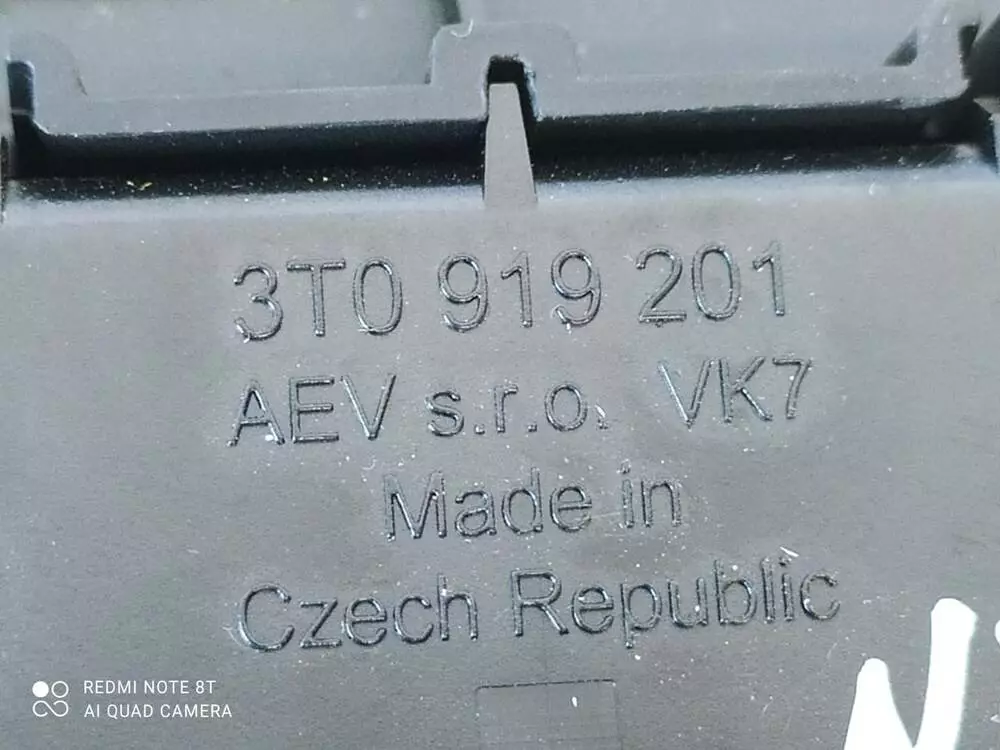 3T0 919 201
AEV s.r.o. VK7
Made in
Czech Republic
REDMI NOTE 8T
AI QUAD CAMERA